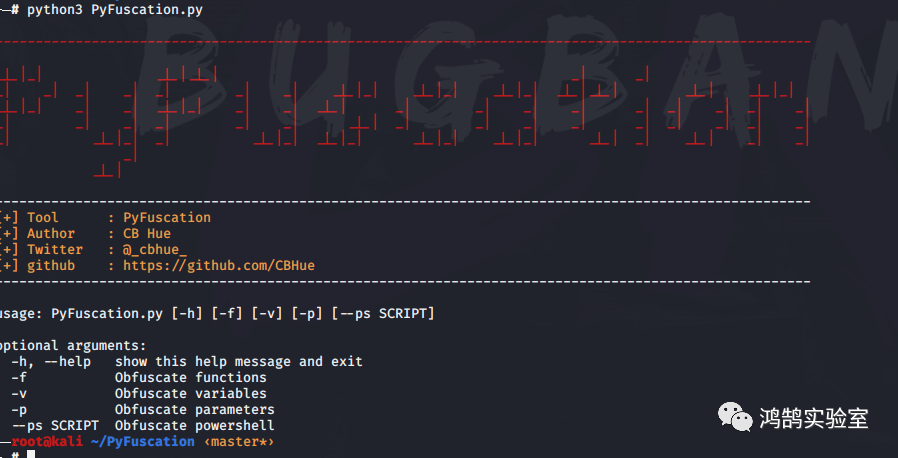 # python3 PyFuscation.py
BUGBAN
PyFuscation
[+] Tool : PyFuscation
[+] Author : CB Hue
[+] Twitter : @_cbhue_
[+] github : https://github.com/CBHue
usage: PyFuscation.py [-h] [-f] [-v] [-p] [--ps SCRIPT]
optional arguments:
-h, --help show this help message and exit
-f Obfuscate functions
-v Obfuscate variables
-p Obfuscate parameters
--ps SCRIPT Obfuscate powershell
root@kali ~/PyFuscation ‹master*›
#
鸿鹄实验室